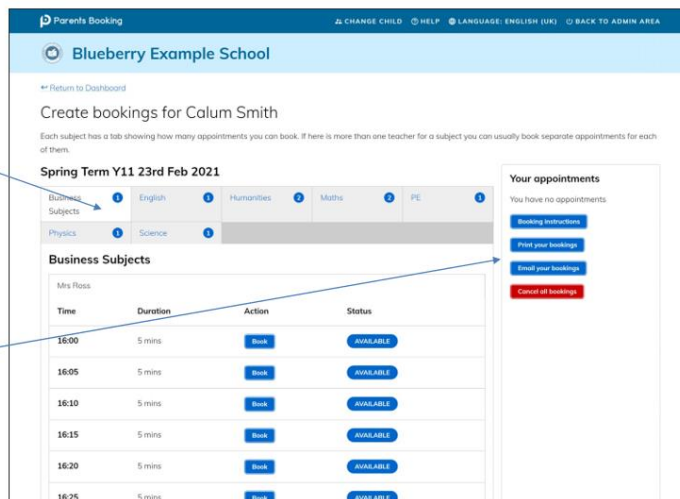 Parents Booking
CHANGE CHILD HELP LANGUAGE: ENGLISH (UK) BACK TO ADMIN AREA
Blueberry Example School
Return to Dashboard
Create bookings for Calum Smith
Each subject has a tab showing how many appointments you can book. If here is more than one teacher for a subject you can usually book separate appointments for each
of them.
Spring Term Y11 23rd Feb 2021
Business Subjects 1 English 1 Humanities 2 Maths 2 PE 1
Physics 1 Science 1
Business Subjects
Mrs Ross
Time Duration Action Status
16:00 5 mins Book AVAILABLE
16:05 5 mins Book AVAILABLE
16:10 5 mins Book AVAILABLE
16:15 5 mins Book AVAILABLE
16:20 5 mins Book AVAILABLE
16:25 5 mins Book AVAILABLE
Your appointments
You have no appointments
Booking instructions
Print your bookings
Email your bookings
Cancel all bookings